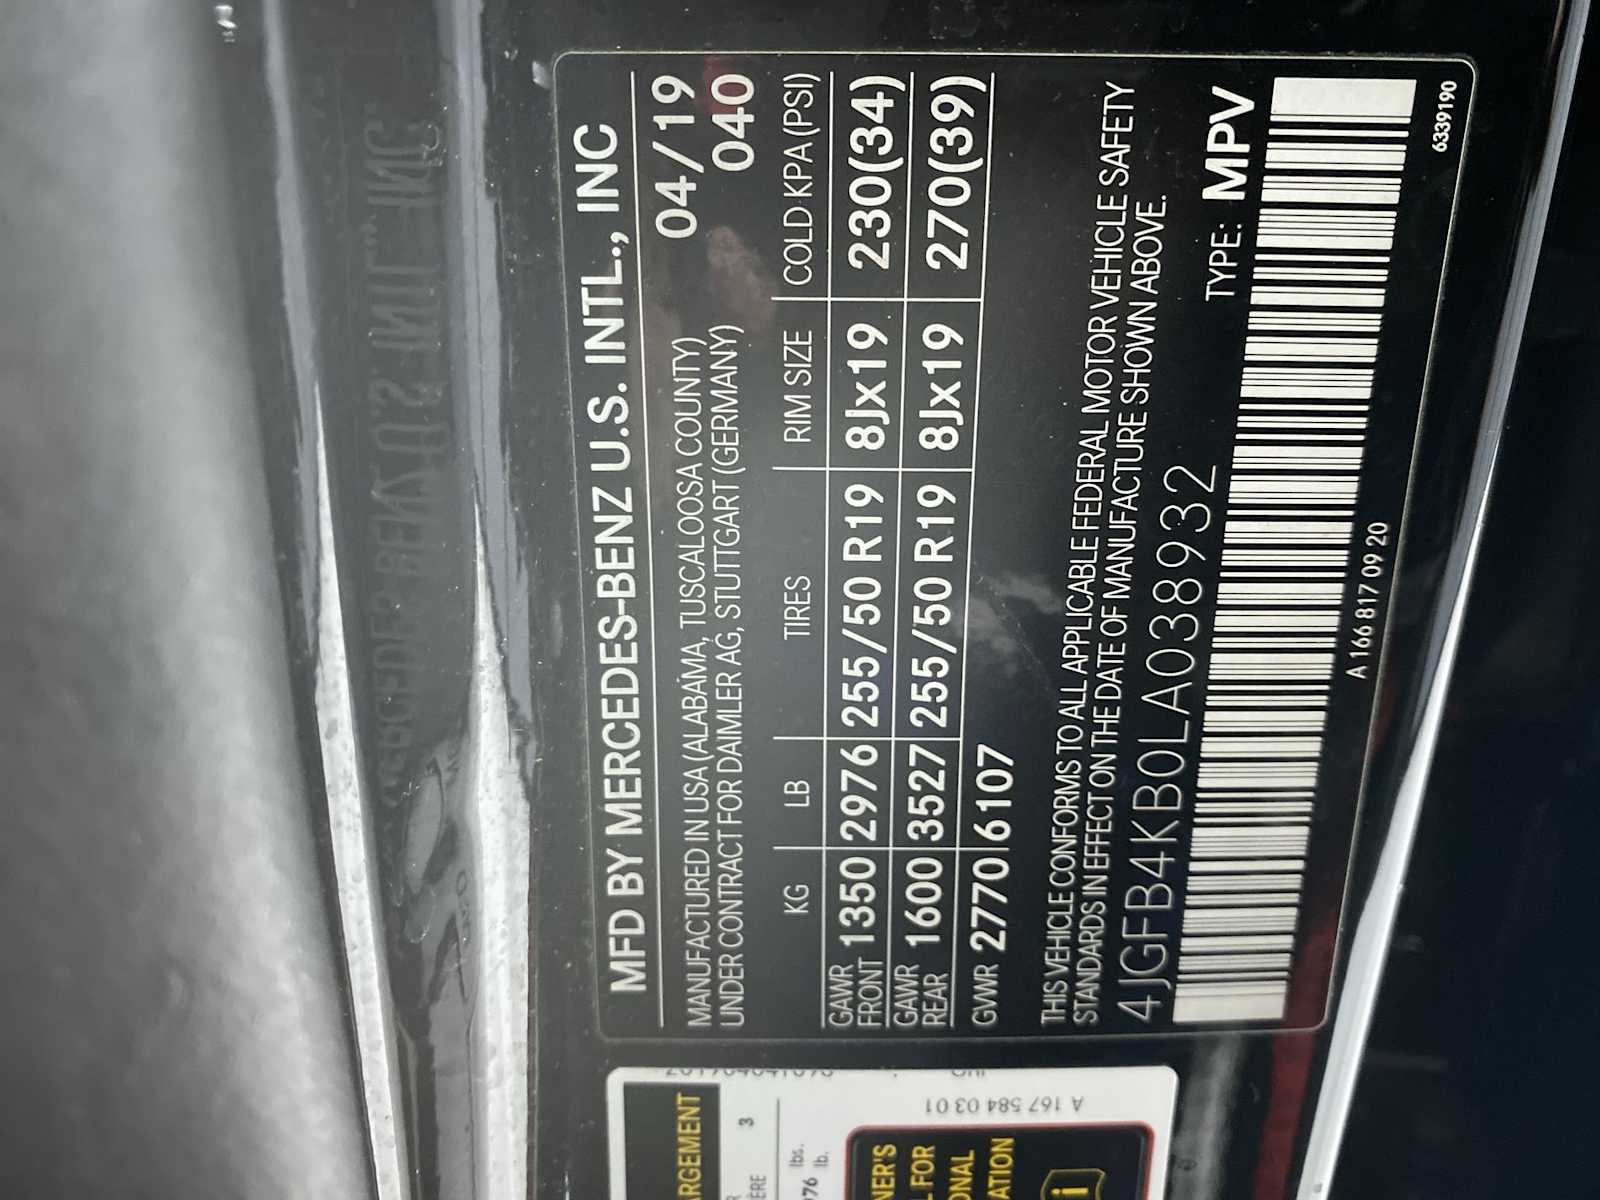 MFD BY MERCEDES-BENZ U.S. INTL., INC
04/19
MANUFACTURED IN USA (ALABAMA, TUSCALOOSA COUNTY)
UNDER CONTRACT FOR DAIMLER AG, STUTTGART (GERMANY)
040
KG LB TIRES RIM SIZE COLD KPA (PSI)
GAWR FRONT 1350 2976 255/50 R19 8Jx19 230(34)
GAWR REAR 1600 3527 255/50 R19 8Jx19 270(39)
GVWR 2770 6107
THIS VEHICLE CONFORMS TO ALL APPLICABLE FEDERAL MOTOR VEHICLE SAFETY
STANDARDS IN EFFECT ON THE DATE OF MANUFACTURE SHOWN ABOVE.
4JGFB4KB0LA038932 TYPE: MPV
A 166 817 09 20
6339190
A 167 584 03 01
3
lbs.
lb.